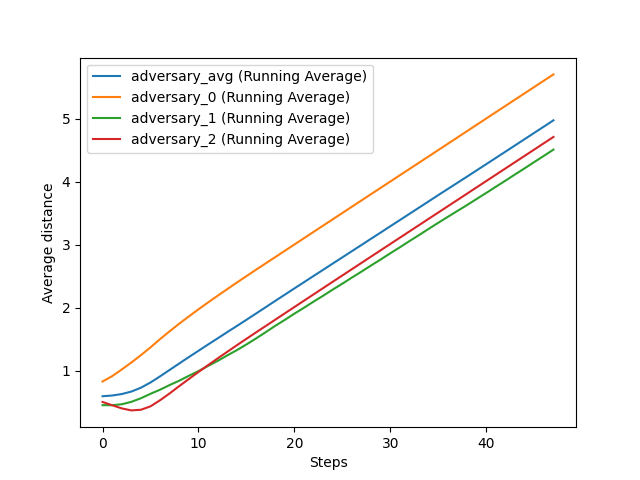 adversary_avg (Running Average)
adversary_0 (Running Average)
adversary_1 (Running Average)
adversary_2 (Running Average)
Average distance
5
4
3
2
1
0 10 20 30 40
Steps